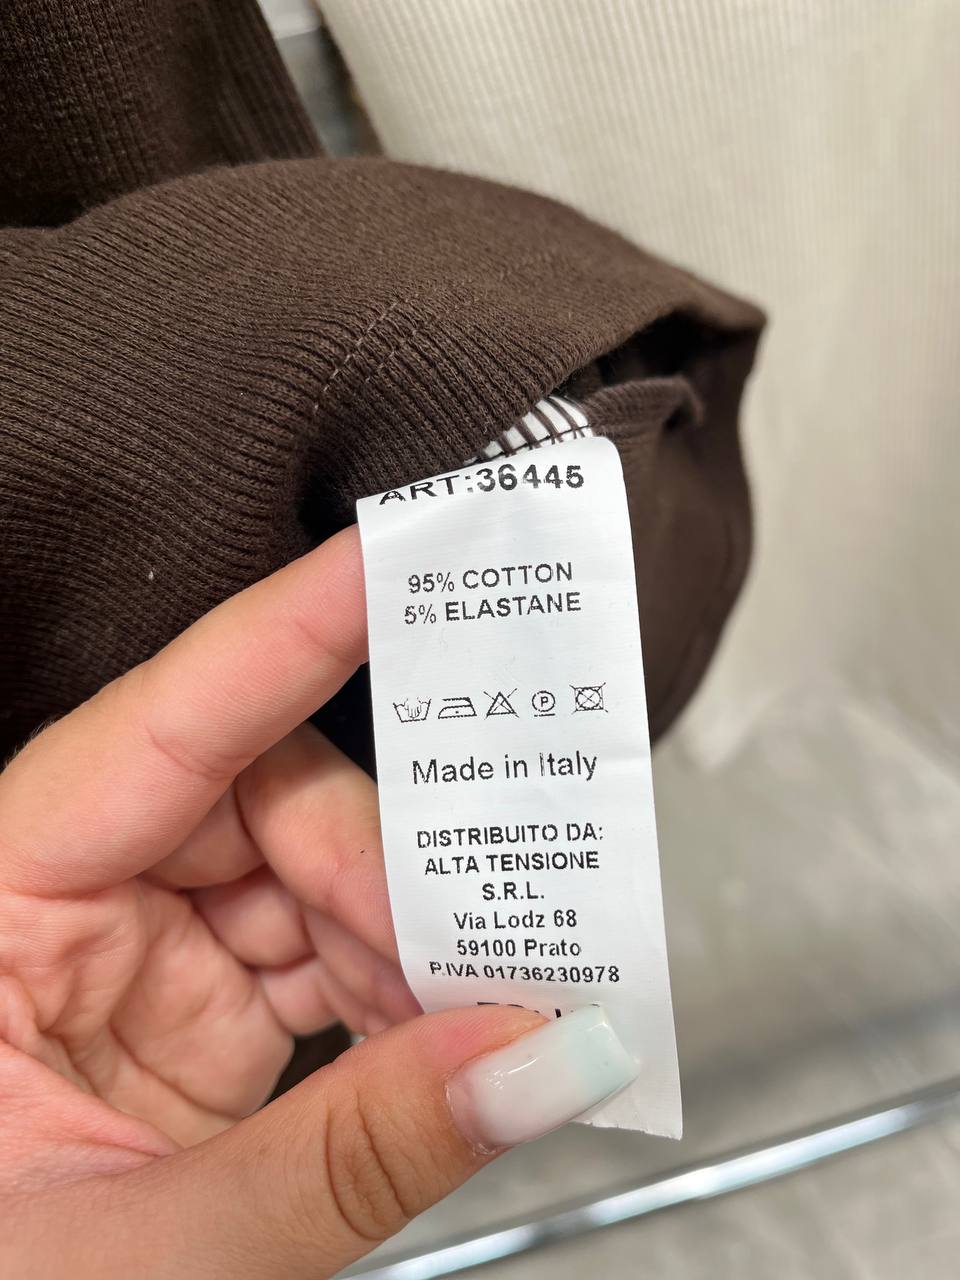 ART:36445
95% COTTON
5% ELASTANE
P
Made in Italy
DISTRIBUITO DA:
ALTA TENSIONE
S.R.L.
Via Lodz 68
59100 Prato
P.IVA 01736230978